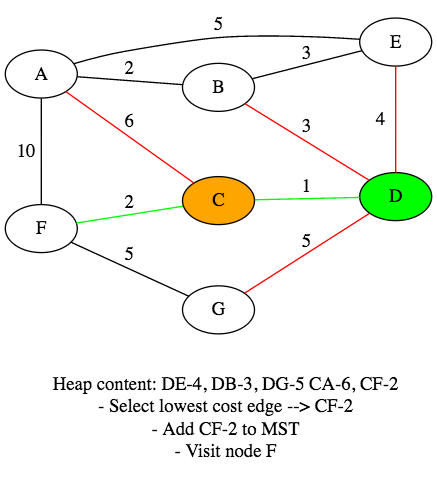 5
E
A
2
3
B
6
3
4
10
1
D
2
C
F
5
5
G
Heap content: DE-4, DB-3, DG-5 CA-6, CF-2
- Select lowest cost edge --> CF-2
- Add CF-2 to MST
- Visit node F